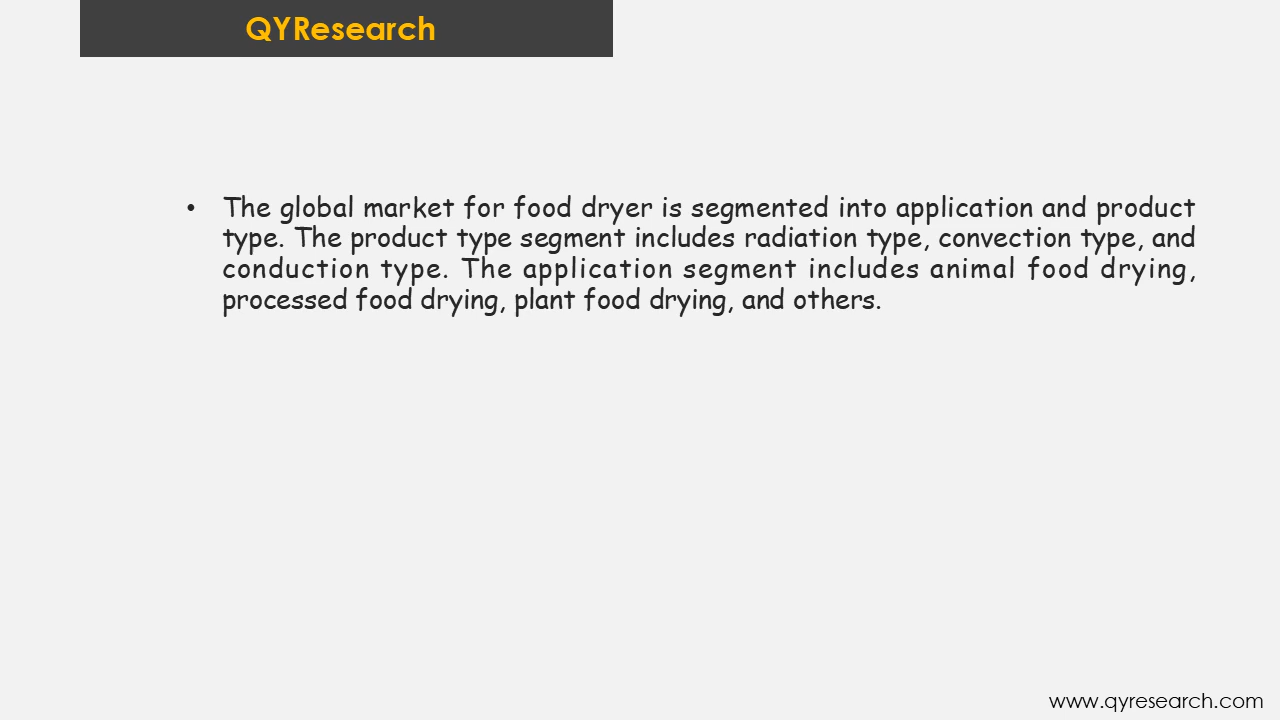 QYResearch
• The global market for food dryer is segmented into application and product
type. The product type segment includes radiation type, convection type, and
conduction type. The application segment includes animal food drying,
processed food drying, plant food drying, and others.
www.qyresearch.com